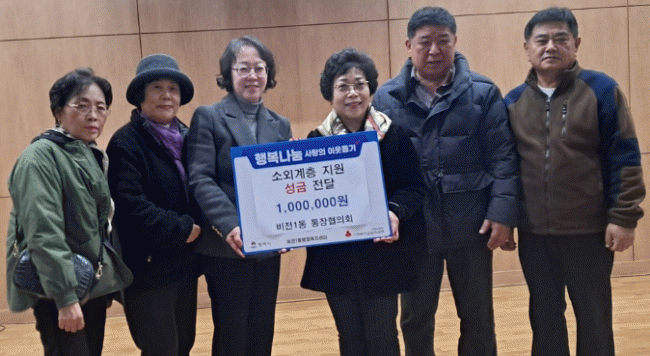 행복나눔 사랑의 이웃돕기
소외계층 지원
성금 전달
1,000,000원
비전1동 통장협의회